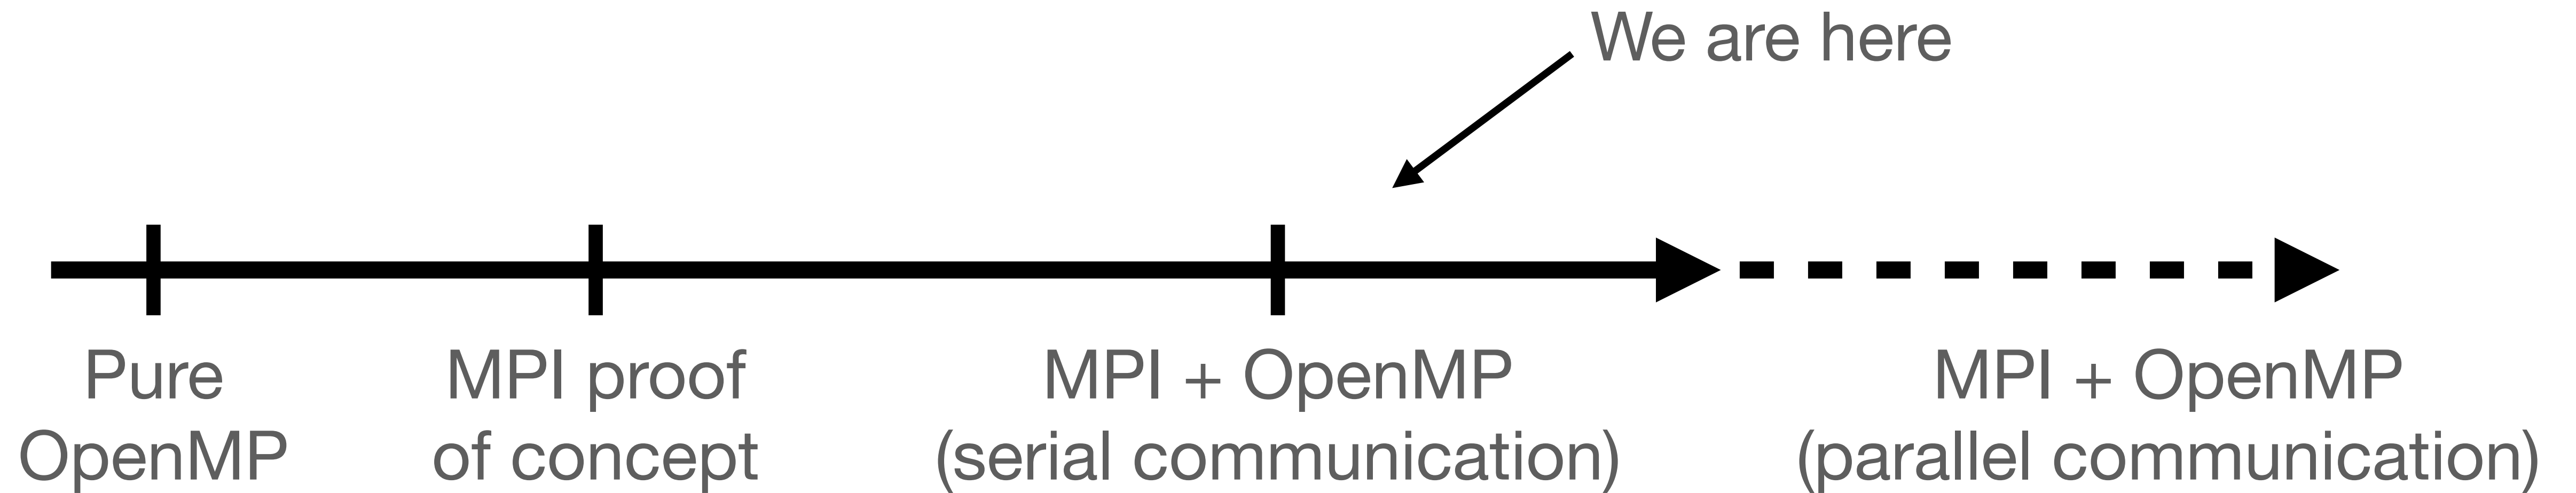 We are here
Pure
OpenMP
MPI proof
of concept
MPI + OpenMP
(serial communication)
MPI + OpenMP
(parallel communication)